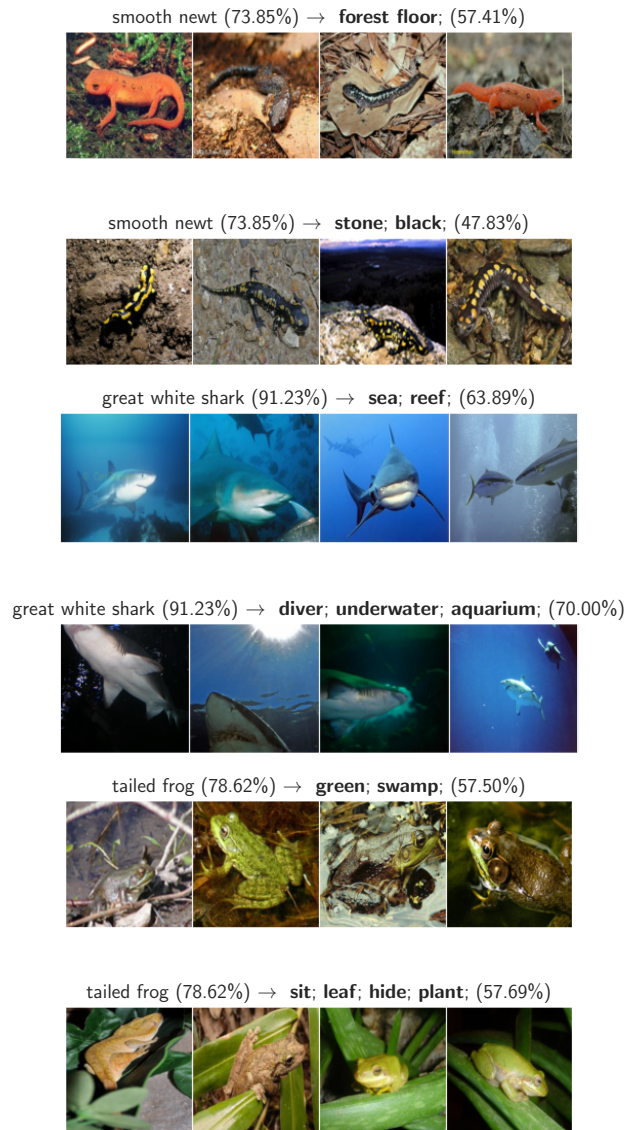 smooth newt (73.85%) → forest floor; (57.41%)
smooth newt (73.85%) → stone; black; (47.83%)
great white shark (91.23%) → sea; reef; (63.89%)
great white shark (91.23%) → diver; underwater; aquarium; (70.00%)
tailed frog (78.62%) → green; swamp; (57.50%)
tailed frog (78.62%) → sit; leaf; hide; plant; (57.69%)